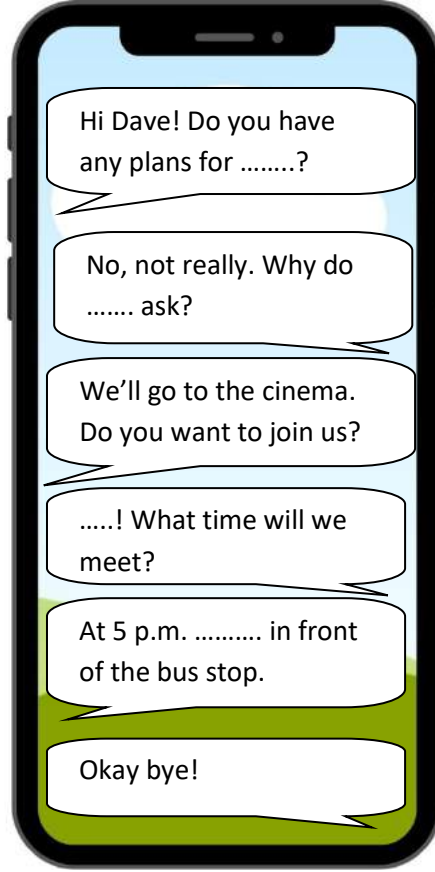 Hi Dave! Do you have
any plans for ……..?
No, not really. Why do
……. ask?
We’ll go to the cinema.
Do you want to join us?
…..! What time will we
meet?
At 5 p.m. ………. in front
of the bus stop.
Okay bye!